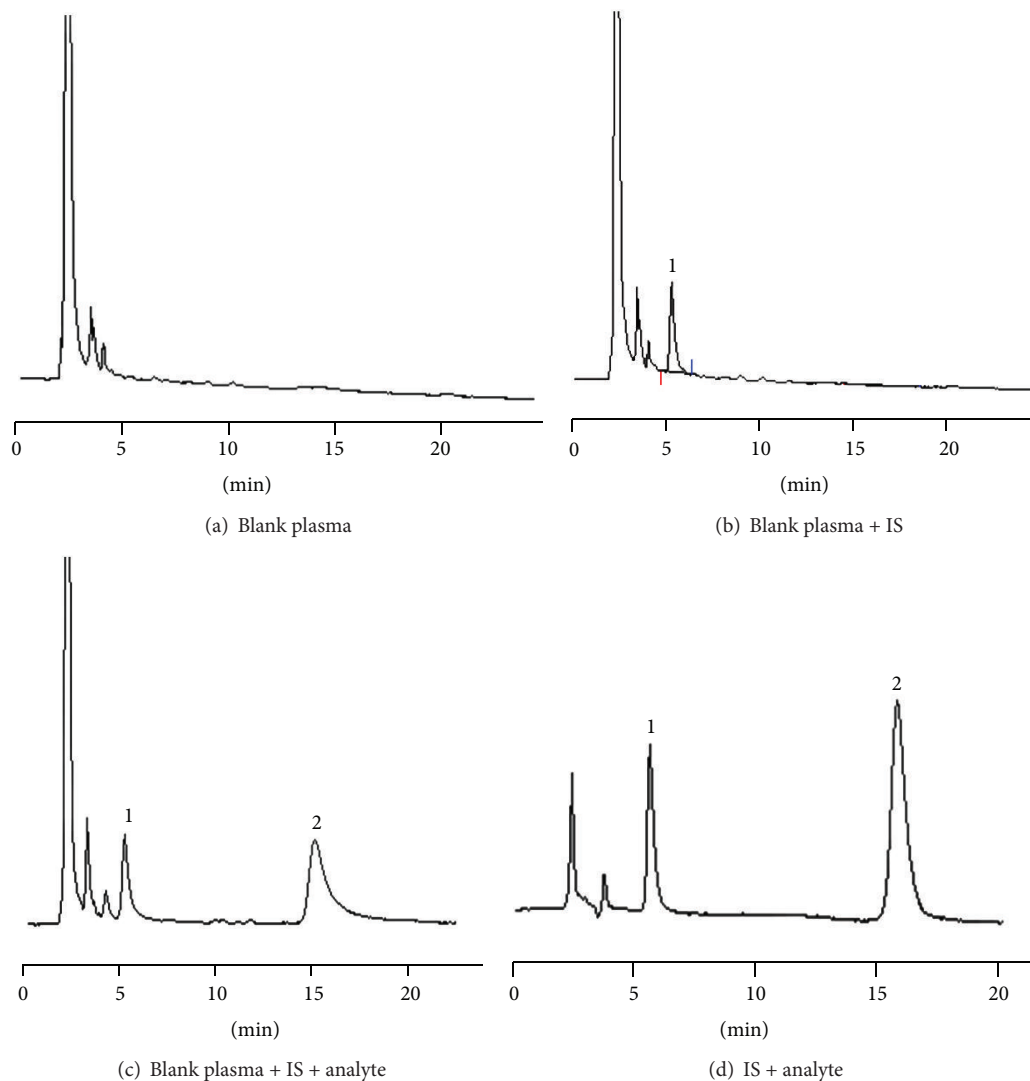 0 5 10 15 20
(min)
(a) Blank plasma
1
0 5 10 15 20
(min)
(b) Blank plasma + IS
1 2
0 5 10 15 20
(min)
(c) Blank plasma + IS + analyte
1 2
0 5 10 15 20
(min)
(d) IS + analyte